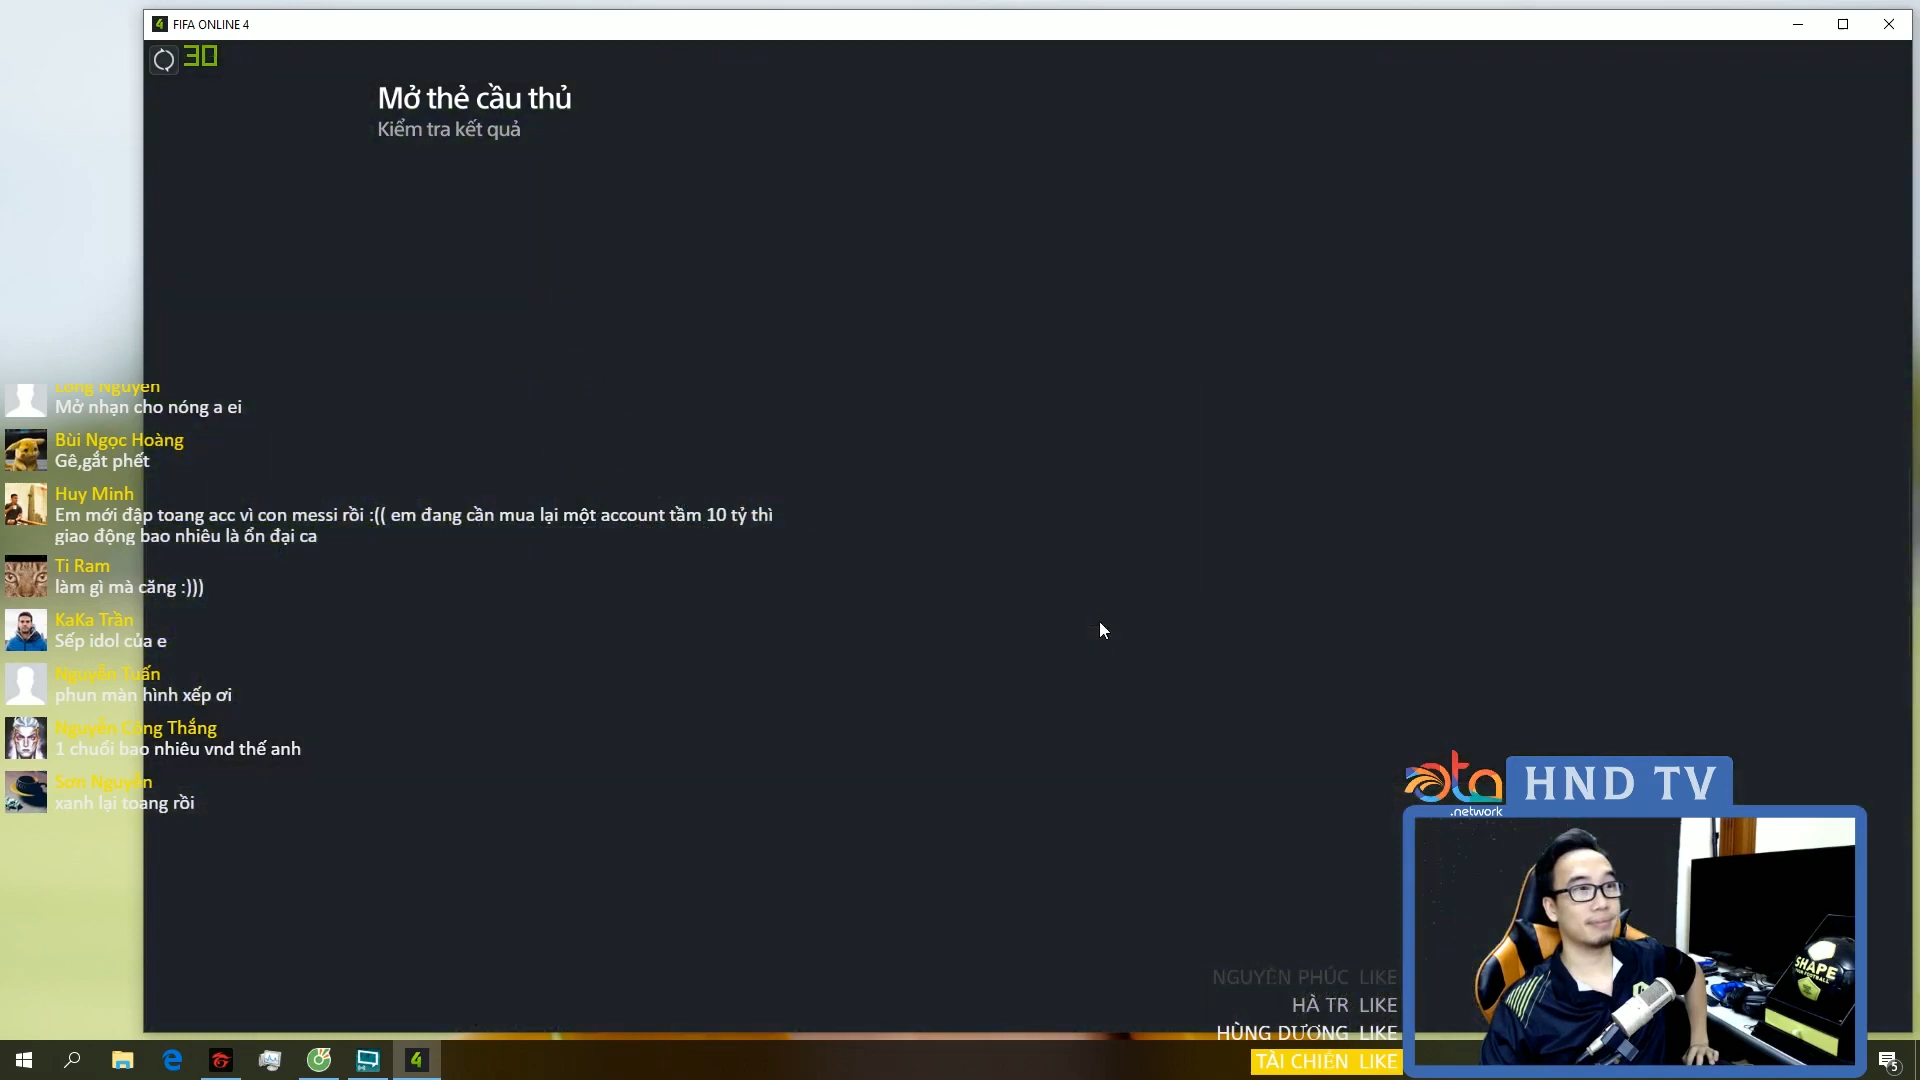 FIFA ONLINE 4
30
Mở thẻ cầu thủ
Kiểm tra kết quả
Long Nguyen
Mở nhạn cho nóng a ei
Bùi Ngọc Hoàng
Gê,gắt phết
Huy Minh
Em mới đập toang acc vì con messi rồi :(( em đang cần mua lại một account tầm 10 tỷ thì
giao động bao nhiêu là ổn đại ca
Ti Ram
làm gì mà căng :)))
KaKa Trần
Sếp idol của e
Nguyễn Tuấn
phun màn hình xếp ơi
Nguyễn Công Thắng
1 chuỗi bao nhiêu vnd thế anh
Sơn Nguyễn
xanh lại toang rồi
ota
.network
HND TV
SHAPE
NGUYỄN PHÚC LIKE
HÀ TR LIKE
HÙNG DƯƠNG LIKE
TÀI CHIẾN LIKE
5